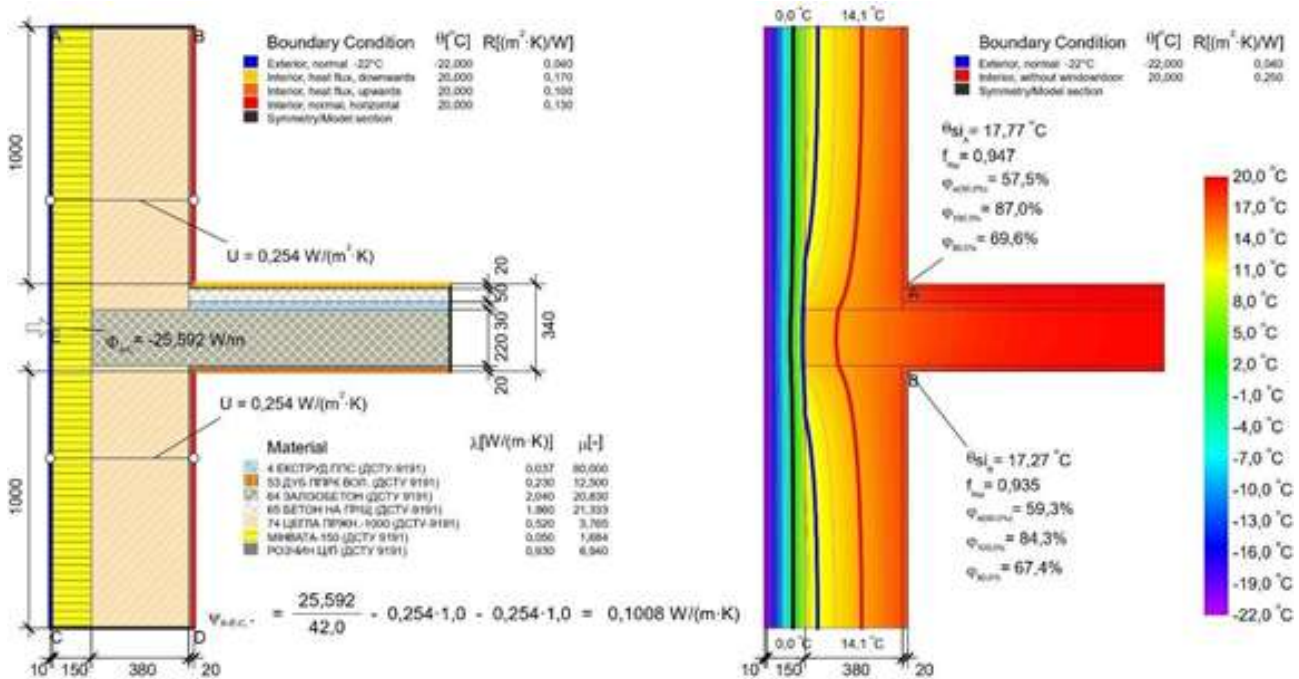 Boundary Condition θ[°C] R[(m²·K)/W]
Exterior, normal -22°C -22,000 0,040
Interior, heat flux, downwards 20,000 0,170
Interior, heat flux, upwards 20,000 0,100
Interior, normal, horizontal 20,000 0,130
Symmetry/Model section
A
B
1000
U = 0,254 W/(m²·K)
20
50
30
220
20
340
E
= -25,592 W/m
U = 0,254 W/(m²·K)
1000
Material λ[W/(m·K)] μ[-]
4 ЕКСТРУД.ППС (ДСТУ-9191) 0,037 80,000
53 ДУБ ППРК ВОЛ. (ДСТУ 9191) 0,230 12,500
64 ЗАЛІЗОБЕТОН (ДСТУ 9191) 2,040 20,830
65 БЕТОН НА (ДСТУ 9191) 1,860 21,333
74 ЦЕГЛА -1000 (ДСТУ-9191) 0,520 3,765
МІНВАТА-150 (ДСТУ 9191) 0,050 1,684
РОЗЧИН Ц/П (ДСТУ 9191) 0,930 6,940
= 25,592 / 42,0 - 0,254·1,0 - 0,254·1,0 = 0,1008 W/(m·K)
C
D
10 150 380 20
0,0 °C 14,1 °C
Boundary Condition θ[°C] R[(m²·K)/W]
Exterior, normal -22°C -22,000 0,040
Interior, without windowdoor 20,000 0,250
Symmetry/Model section
= 17,77 °C
= 0,947
= 57,5%
= 87,0%
= 69,6%
A
B
= 17,27 °C
= 0,935
= 59,3%
= 84,3%
= 67,4%
20,0 °C
17,0 °C
14,0 °C
11,0 °C
8,0 °C
5,0 °C
2,0 °C
-1,0 °C
-4,0 °C
-7,0 °C
-10,0 °C
-13,0 °C
-16,0 °C
-19,0 °C
-22,0 °C
0,0 °C 14,1 °C
10 150 380 20